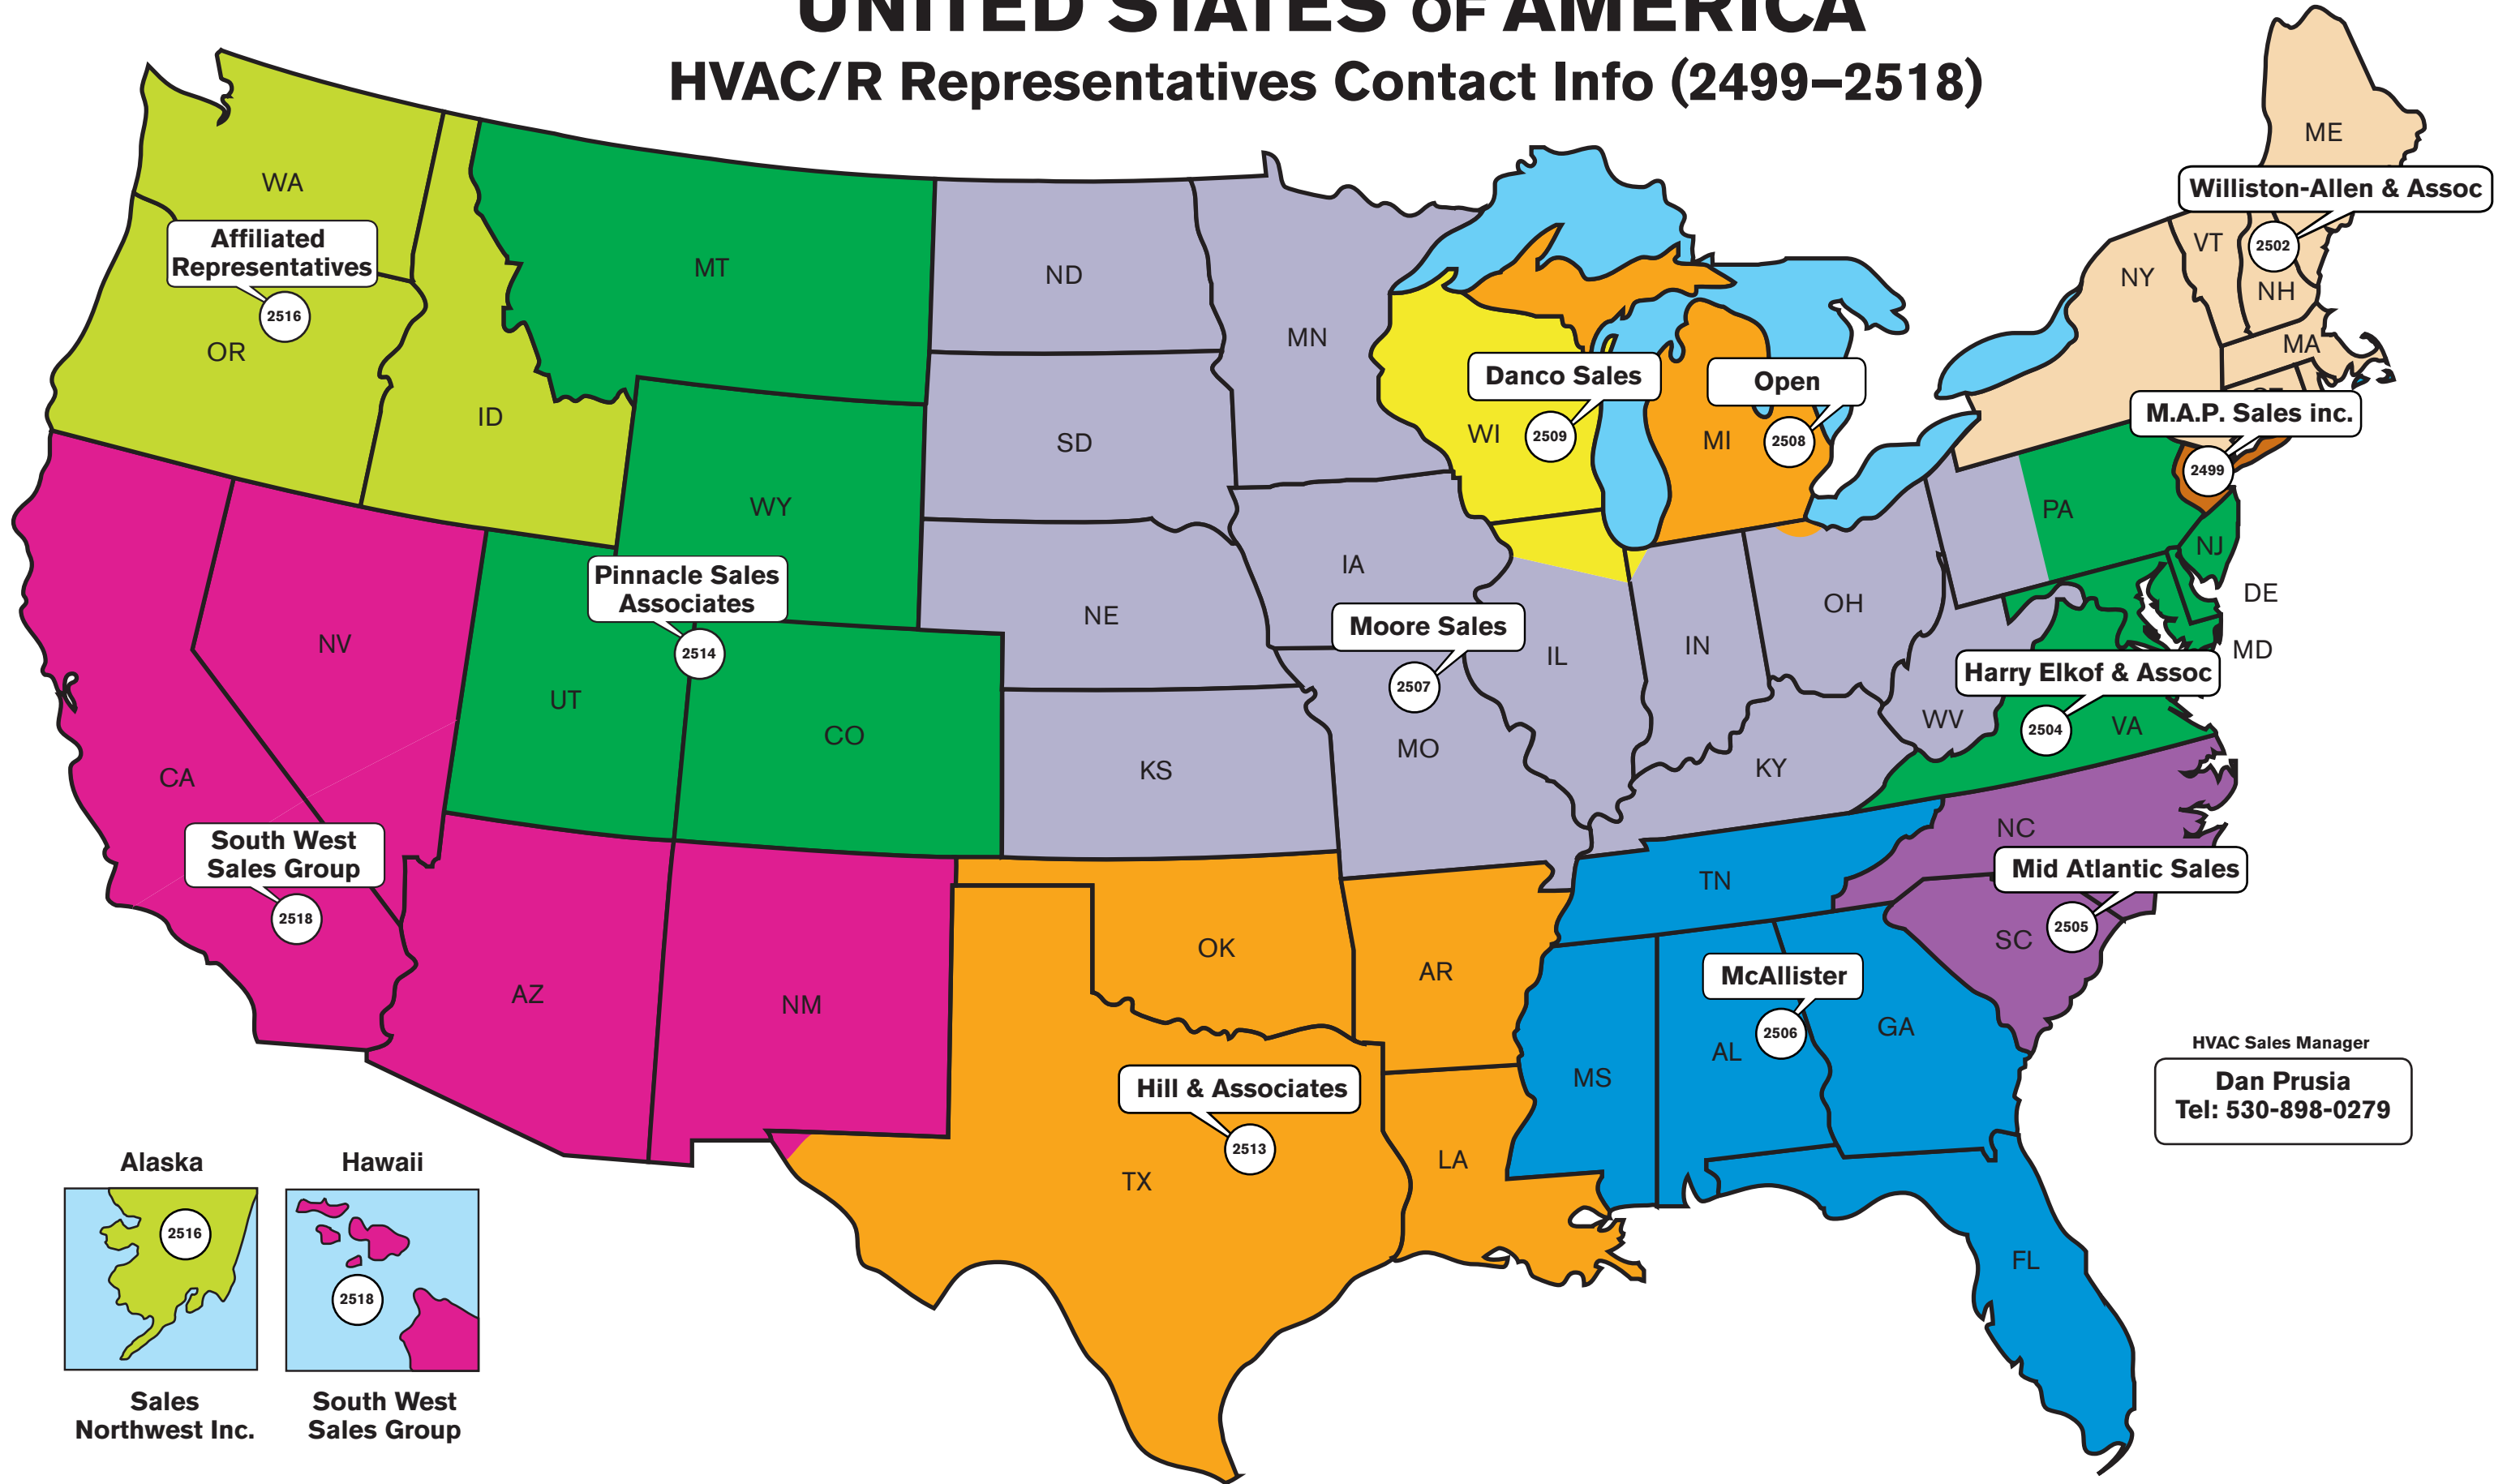 UNITED STATES OF AMERICA
HVAC/R Representatives Contact Info (2499–2518)
ME
WA
Williston-Allen & Assoc
Affiliated
Representatives
VT
2502
MT
ND
NY
NH
2516
MN
OR
MA
Danco Sales
Open
ID
M.A.P. Sales inc.
WI
2509
MI
2508
SD
2499
WY
PA
NJ
IA
Pinnacle Sales
Associates
DE
OH
NE
Moore Sales
NV
2514
IL
IN
MD
Harry Elkof & Assoc
2507
UT
WV
2504
VA
CO
MO
KS
KY
CA
NC
South West
Sales Group
Mid Atlantic Sales
TN
2518
2505
SC
OK
AR
McAllister
AZ
NM
2506
GA
AL
HVAC Sales Manager
MS
Dan Prusia
Tel: 530-898-0279
Hill & Associates
2513
LA
TX
Alaska
Hawaii
2516
FL
2518
Sales
Northwest Inc.
South West
Sales Group